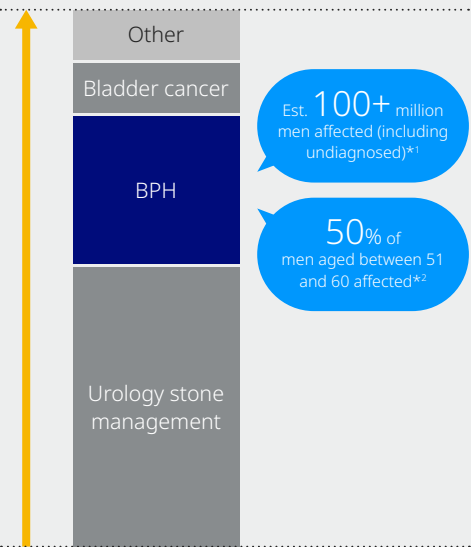 Other
Bladder cancer
Est. 100+ million
men affected (including
undiagnosed)*1
BPH
50% of
men aged between 51
and 60 affected*2
Urology stone
management